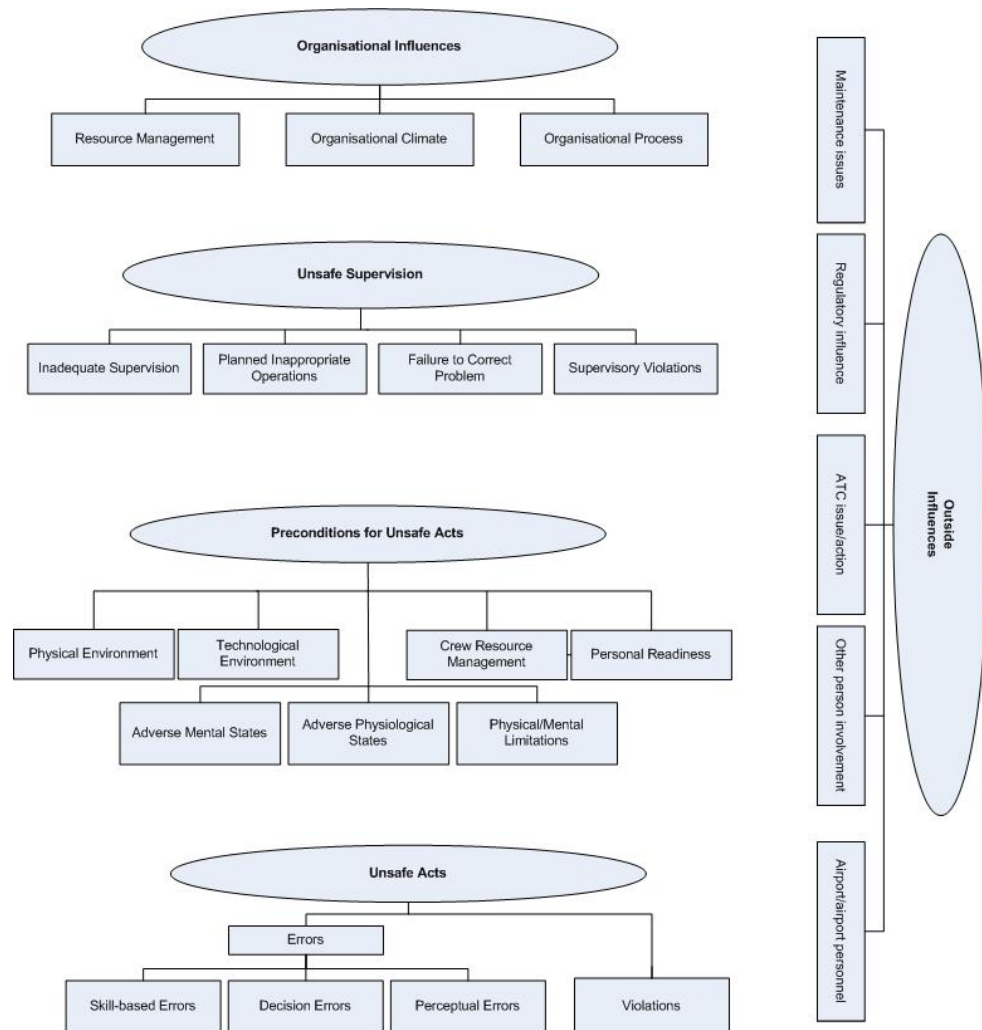 Organisational Influences
Resource Management
Organisational Climate
Organisational Process
Unsafe Supervision
Inadequate Supervision
Planned Inappropriate
Operations
Failure to Correct
Problem
Supervisory Violations
Preconditions for Unsafe Acts
Physical Environment
Technological
Environment
Crew Resource
Management
Personal Readiness
Adverse Mental States
Adverse Physiological
States
Physical/Mental
Limitations
Unsafe Acts
Errors
Skill-based Errors
Decision Errors
Perceptual Errors
Violations
Maintenance issues
Regulatory influence
ATC issue/action
Other person involvement
Airport/airport personnel
Outside
Influences